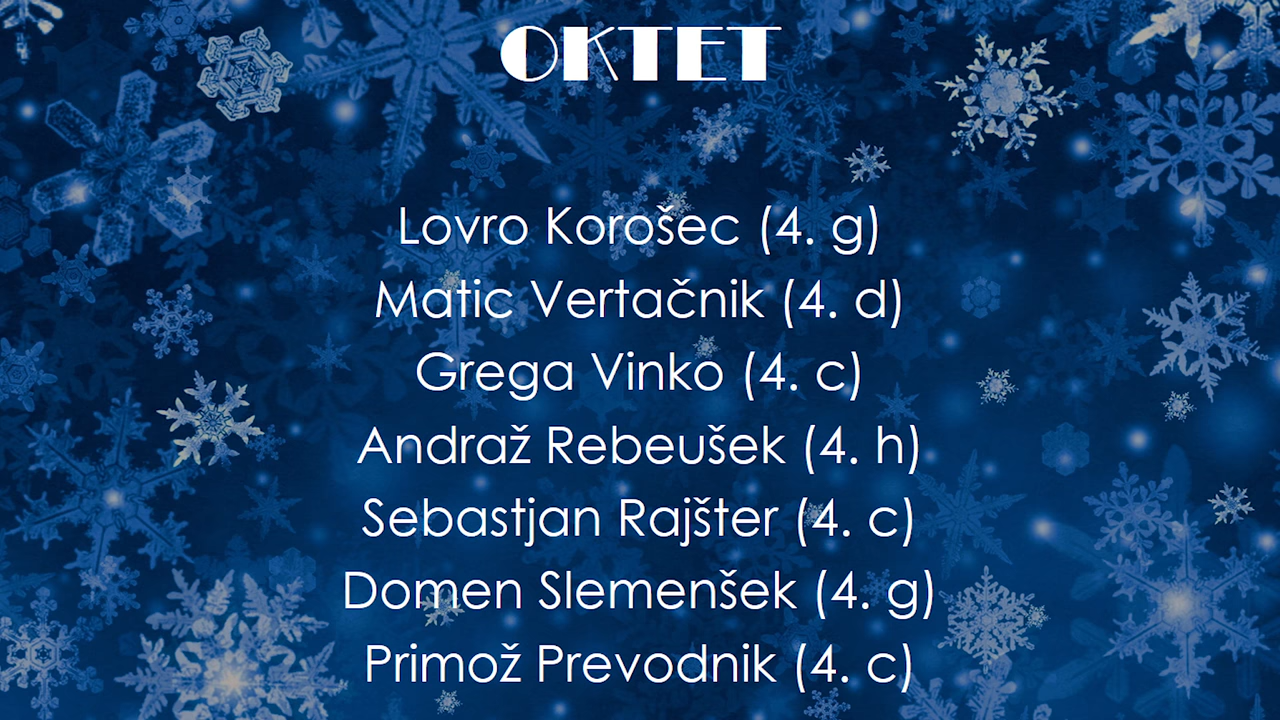 OKTET
Lovro Korošec (4. g)
Matic Vertačnik (4. d)
Grega Vinko (4. c)
Andraž Rebeušek (4. h)
Sebastjan Rajšter (4. c)
Domen Slemenšek (4. g)
Primož Prevodnik (4. c)